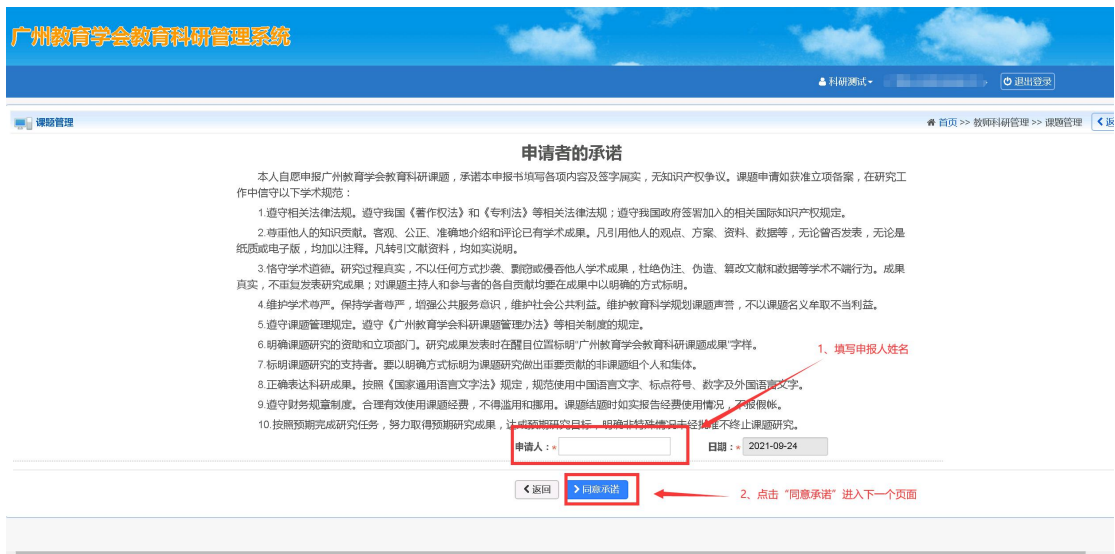 广州教育学会教育科研管理系统
科研测试
退出登录
课题管理
首页 >> 教师科研管理 >> 课题管理
返
申请者的承诺
本人自愿申报广州教育学会教育科研课题，承诺本申报书填写各项内容及签字属实，无知识产权争议。课题申请如获准立项备案，在研究工
作中信守以下学术规范：
1.遵守相关法律法规。遵守我国《著作权法》和《专利法》等相关法律法规；遵守我国政府签署加入的相关国际知识产权规定。
2.尊重他人的知识贡献。客观、公正、准确地介绍和评论已有学术成果。凡引用他人的观点、方案、资料、数据等，无论曾否发表，无论是
纸质或电子版，均加以注释。凡转引文献资料，均如实说明。
3.恪守学术道德。研究过程真实，不以任何方式抄袭、剽窃或侵吞他人学术成果，杜绝伪注、伪造、篡改文献和数据等学术不端行为。成果
真实，不重复发表研究成果；对课题主持人和参与者的各自贡献均要在成果中以明确的方式标明。
4.维护学术尊严。保持学者尊严，增强公共服务意识，维护社会公共利益。维护教育科学规划课题声誉，不以课题名义牟取不当利益。
5.遵守课题管理规定。遵守《广州教育学会科研课题管理办法》等相关制度的规定。
6.明确课题研究的资助和立项部门。研究成果发表时在醒目位置标明“广州教育学会教育科研课题成果”字样。
1、填写申报人姓名
7.标明课题研究的支持者。要以明确方式标明为课题研究做出重要贡献的非课题组个人和集体。
8.正确表达科研成果。按照《国家通用语言文字法》规定，规范使用中国语言文字、标点符号、数字及外国语言文字。
9.遵守财务规章制度。合理有效使用课题经费，不得滥用和挪用。课题结题时如实报告经费使用情况，不报假帐。
10.按照预期完成研究任务，努力取得预期研究成果，达成预期研究目标，明确非特殊情况未经批准不终止课题研究。
申请人：* 日期：* 2021-09-24
返回 同意承诺
2、点击“同意承诺”进入下一个页面